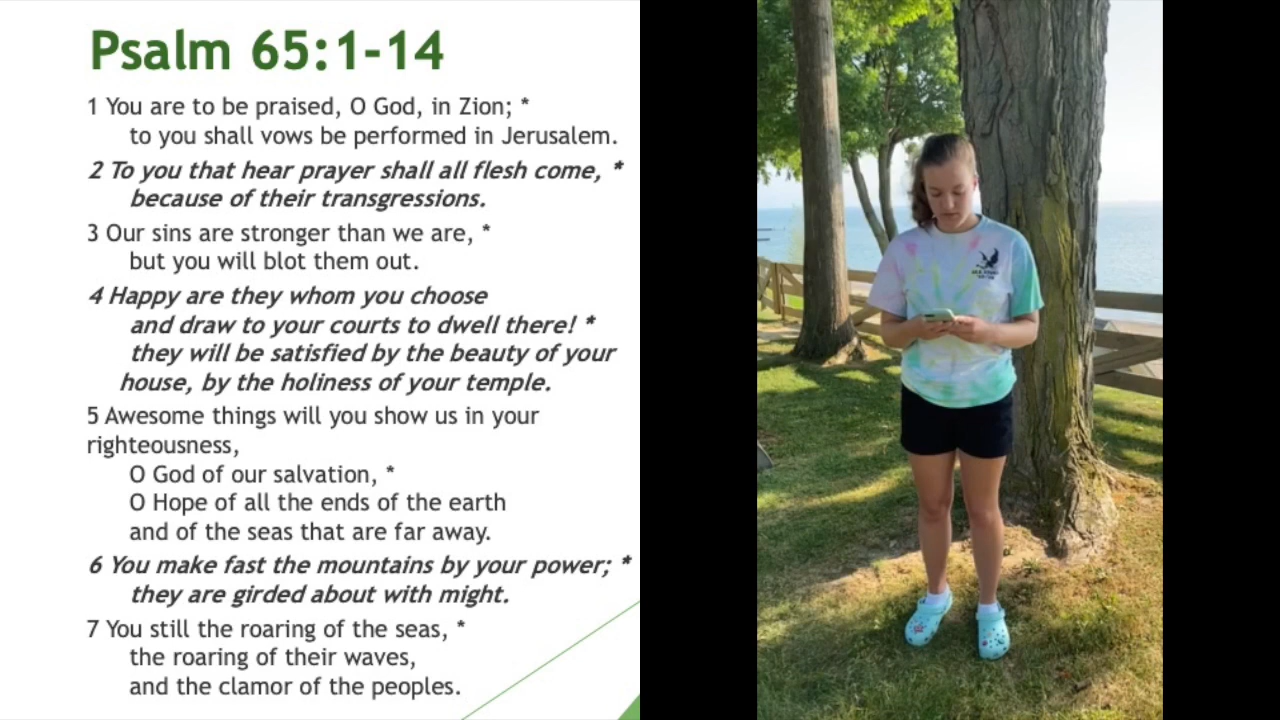 Psalm 65:1-14
1 You are to be praised, O God, in Zion; *
to you shall vows be performed in Jerusalem.
2 To you that hear prayer shall all flesh come, *
because of their transgressions.
3 Our sins are stronger than we are, *
but you will blot them out.
4 Happy are they whom you choose
and draw to your courts to dwell there! *
they will be satisfied by the beauty of your
house, by the holiness of your temple.
5 Awesome things will you show us in your
righteousness,
O God of our salvation, *
O Hope of all the ends of the earth
and of the seas that are far away.
6 You make fast the mountains by your power; *
they are girded about with might.
7 You still the roaring of the seas, *
the roaring of their waves,
and the clamor of the peoples.